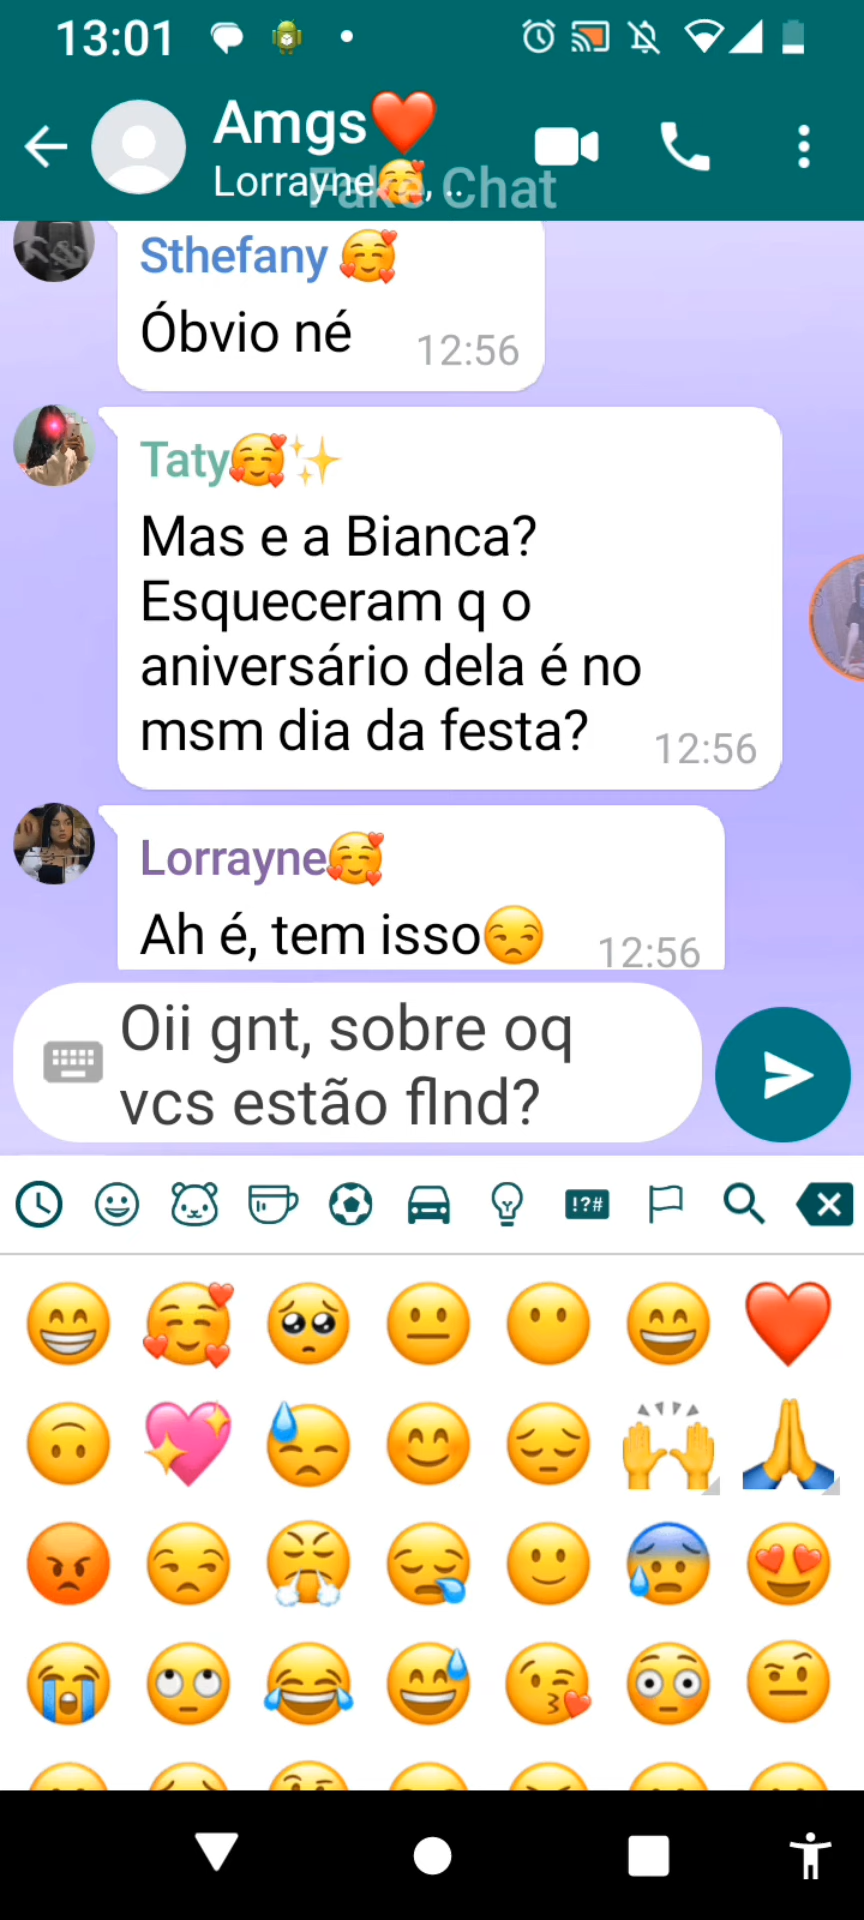 13:01
Amgs❤️
Lorrayne🥰, ..
Fake Chat
Sthefany 🥰
Óbvio né
12:56
Taty🥰✨
Mas e a Bianca?
Esqueceram q o
aniversário dela é no
msm dia da festa?
12:56
Lorrayne🥰
Ah é, tem isso😒
12:56
Oii gnt, sobre oq
vcs estão flnd?
!?#